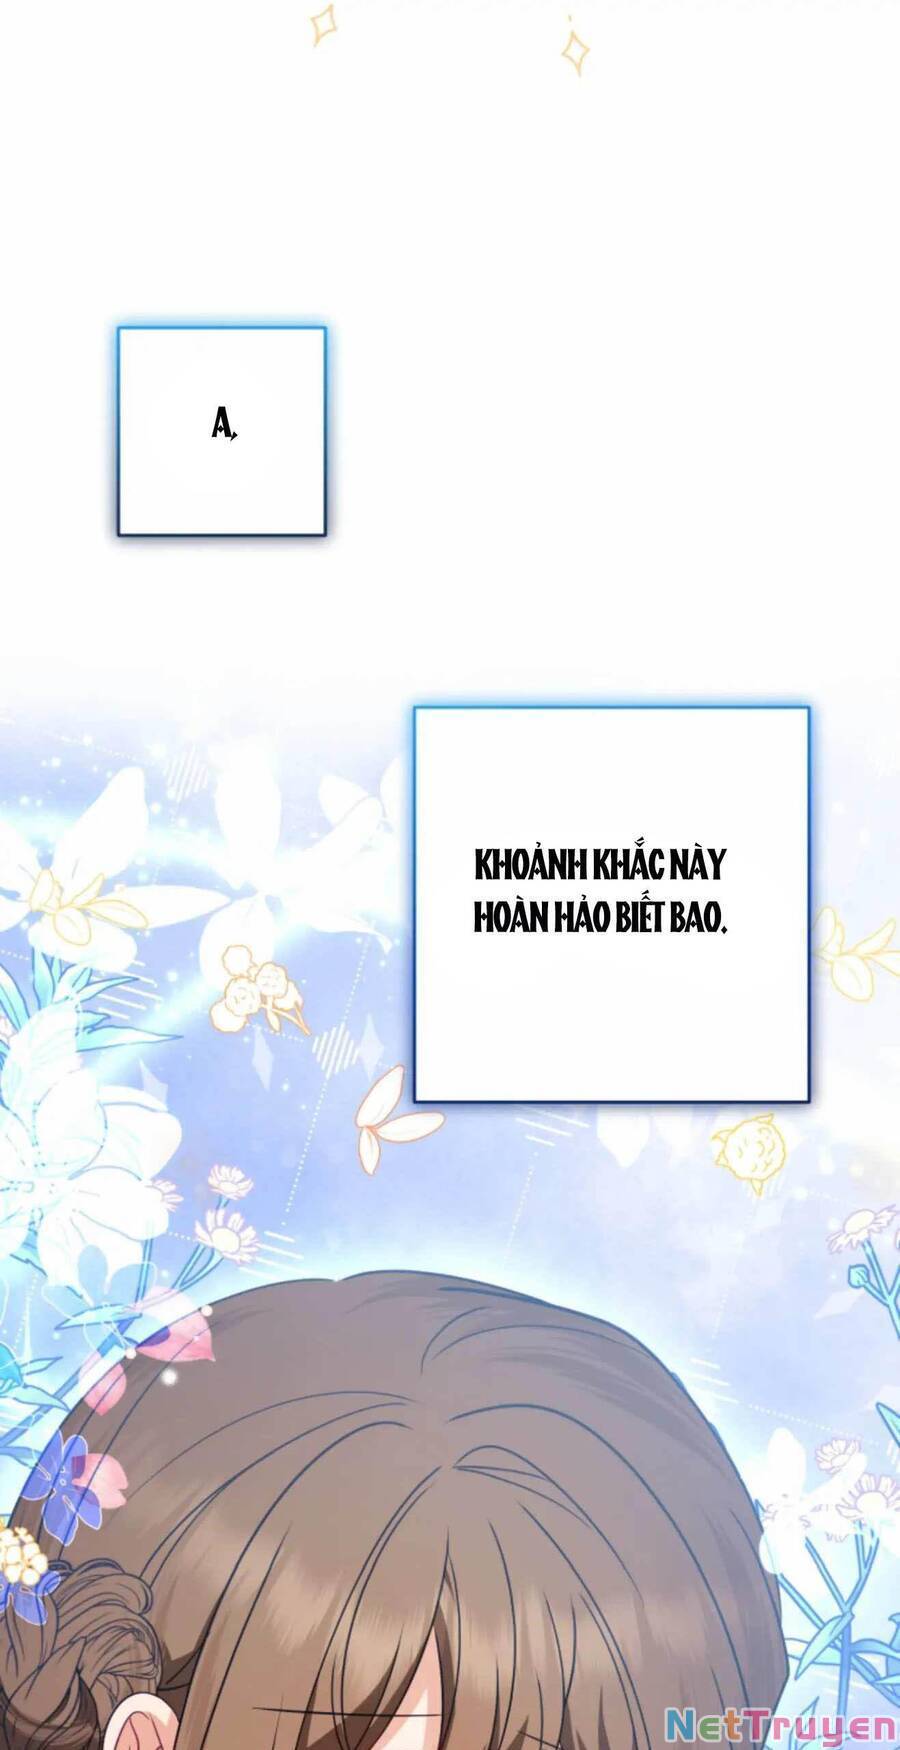 A,
KHOẢNH KHẮC NÀY
HOÀN HẢO BIẾT BAO.
NetTruyen